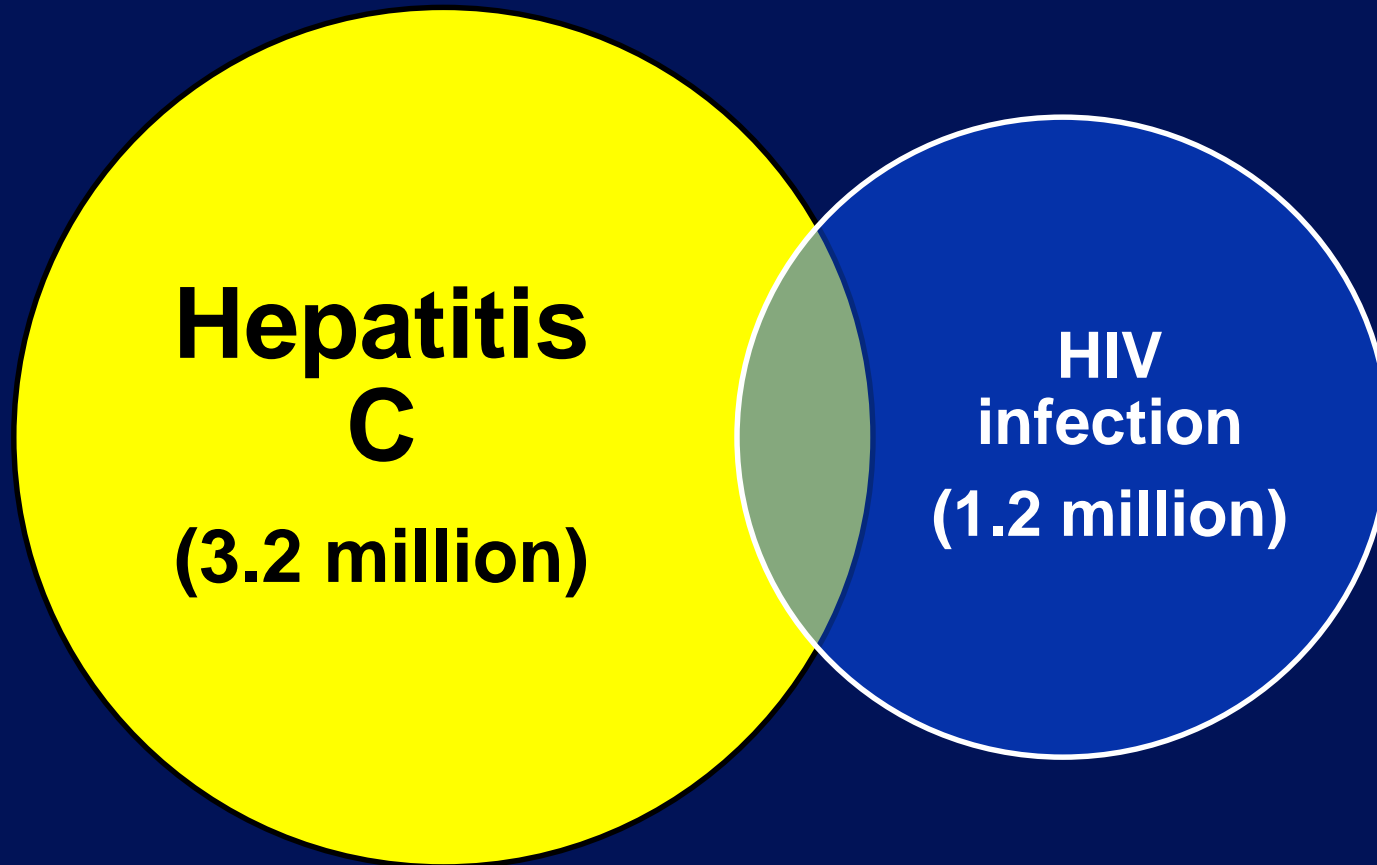 Hepatitis
C
(3.2 million)
HIV
infection
(1.2 million)